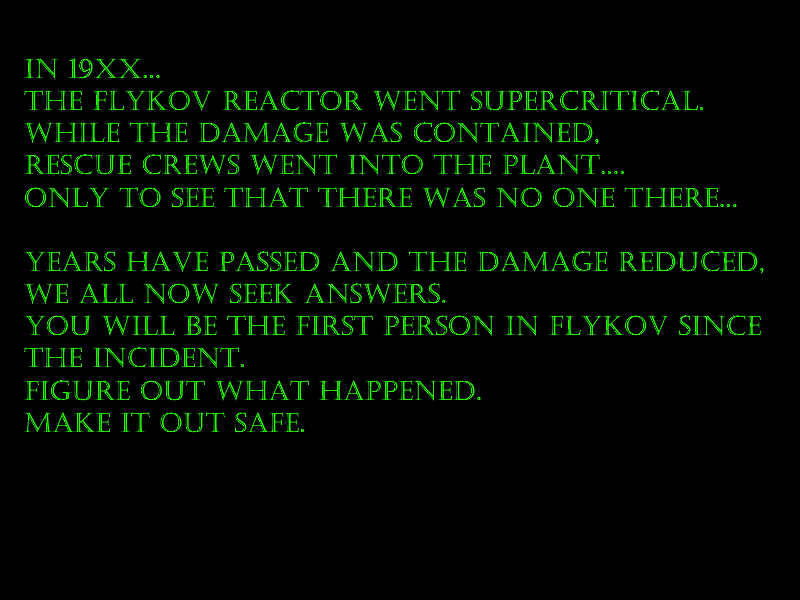 IN 19XX...
THE FLYKOV REACTOR WENT SUPERCRITICAL.
WHILE THE DAMAGE WAS CONTAINED,
RESCUE CREWS WENT INTO THE PLANT....
ONLY TO SEE THAT THERE WAS NO ONE THERE...
YEARS HAVE PASSED AND THE DAMAGE REDUCED,
WE ALL NOW SEEK ANSWERS.
YOU WILL BE THE FIRST PERSON IN FLYKOV SINCE
THE INCIDENT.
FIGURE OUT WHAT HAPPENED.
MAKE IT OUT SAFE.